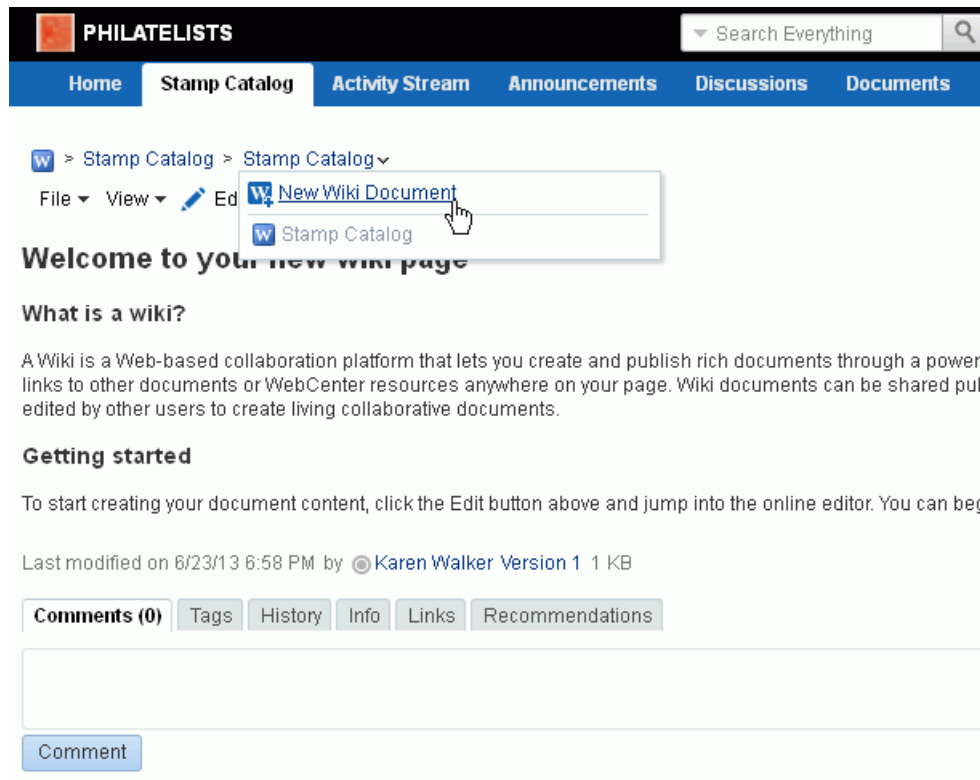 PHILATELISTS
Search Everything
Home Stamp Catalog Activity Stream Announcements Discussions Documents
W > Stamp Catalog > Stamp Catalog
File View Ed
W New Wiki Document
W Stamp Catalog
Welcome to your new wiki page
What is a wiki?
A Wiki is a Web-based collaboration platform that lets you create and publish rich documents through a power
links to other documents or WebCenter resources anywhere on your page. Wiki documents can be shared pul
edited by other users to create living collaborative documents.
Getting started
To start creating your document content, click the Edit button above and jump into the online editor. You can beg
Last modified on 6/23/13 6:58 PM by Karen Walker Version 1 1 KB
Comments (0) Tags History Info Links Recommendations
Comment